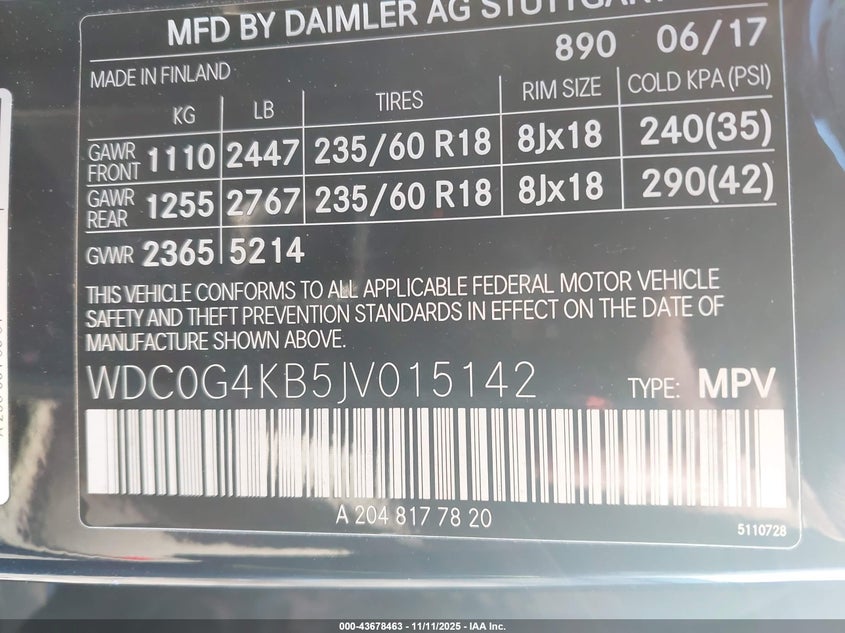 MFD BY DAIMLER AG STUTTGART
890 06/17
MADE IN FINLAND
KG LB TIRES RIM SIZE COLD KPA (PSI)
GAWR FRONT 1110 2447 235/60 R18 8Jx18 240(35)
GAWR REAR 1255 2767 235/60 R18 8Jx18 290(42)
GVWR 2365 5214
THIS VEHICLE CONFORMS TO ALL APPLICABLE FEDERAL MOTOR VEHICLE
SAFETY AND THEFT PREVENTION STANDARDS IN EFFECT ON THE DATE OF
MANUFACTURE SHOWN ABOVE.
WDC0G4KB5JV015142 TYPE: MPV
A 204 817 78 20
5110728
000-43678463 - 11/11/2025 - IAA Inc.